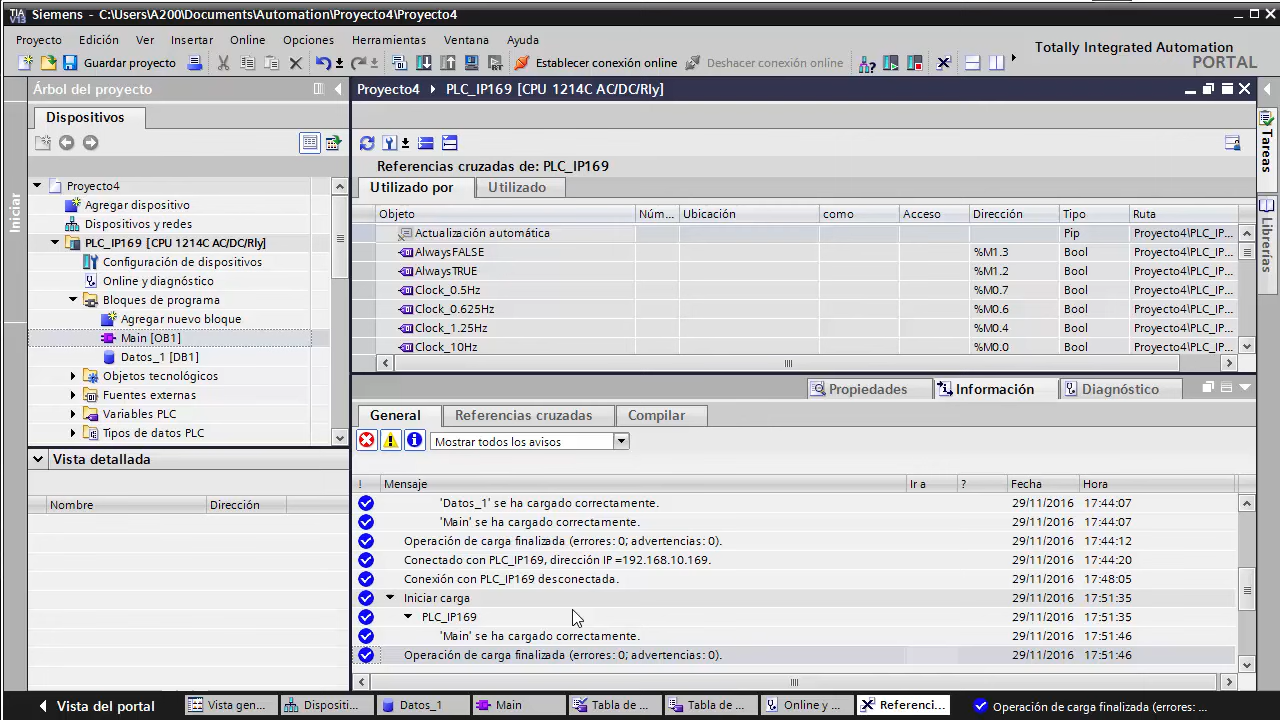 TIA
V13
Siemens - C:\Users\A200\Documents\Automation\Proyecto4\Proyecto4
Proyecto Edición Ver Insertar Online Opciones Herramientas Ventana Ayuda
Totally Integrated Automation
PORTAL
Guardar proyecto
Establecer conexión online
Deshacer conexión online
Árbol del proyecto
Dispositivos
Iniciar
Proyecto4
Agregar dispositivo
Dispositivos y redes
PLC_IP169 [CPU 1214C AC/DC/Rly]
Configuración de dispositivos
Online y diagnóstico
Bloques de programa
Agregar nuevo bloque
Main [OB1]
Datos_1 [DB1]
Objetos tecnológicos
Fuentes externas
Variables PLC
Tipos de datos PLC
Vista detallada
Nombre Dirección
Proyecto4 PLC_IP169 [CPU 1214C AC/DC/Rly]
Referencias cruzadas de: PLC_IP169
Utilizado por Utilizado
Objeto Núm... Ubicación como Acceso Dirección Tipo Ruta
Actualización automática Pip Proyecto4\PLC_IP...
AlwaysFALSE %M1.3 Bool Proyecto4\PLC_IP...
AlwaysTRUE %M1.2 Bool Proyecto4\PLC_IP...
Clock_0.5Hz %M0.7 Bool Proyecto4\PLC_IP...
Clock_0.625Hz %M0.6 Bool Proyecto4\PLC_IP...
Clock_1.25Hz %M0.4 Bool Proyecto4\PLC_IP...
Clock_10Hz %M0.0 Bool Proyecto4\PLC_IP...
Propiedades Información Diagnóstico
General Referencias cruzadas Compilar
Mostrar todos los avisos
! Mensaje Ir a ? Fecha Hora
'Datos_1' se ha cargado correctamente. 29/11/2016 17:44:07
'Main' se ha cargado correctamente. 29/11/2016 17:44:07
Operación de carga finalizada (errores: 0; advertencias: 0). 29/11/2016 17:44:12
Conectado con PLC_IP169, dirección IP =192.168.10.169. 29/11/2016 17:44:20
Conexión con PLC_IP169 desconectada. 29/11/2016 17:48:05
Iniciar carga 29/11/2016 17:51:35
PLC_IP169 29/11/2016 17:51:35
'Main' se ha cargado correctamente. 29/11/2016 17:51:46
Operación de carga finalizada (errores: 0; advertencias: 0). 29/11/2016 17:51:46
Tareas
Librerías
Vista del portal
Vista gen...
Dispositi...
Datos_1
Main
Tabla de ...
Tabla de ...
Online y ...
Referenci...
Operación de carga finalizada (errores: ...